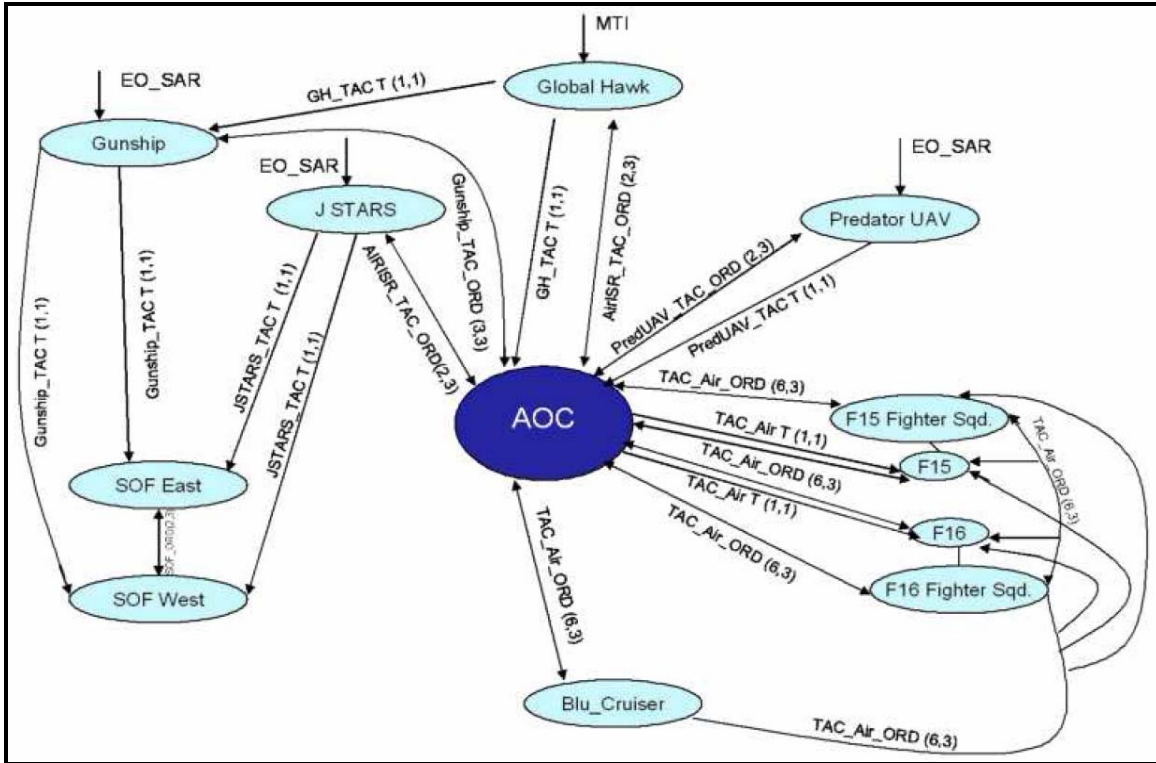 MTI
EO_SAR
GH_TAC T (1,1)
Global Hawk
Gunship
EO_SAR
EO_SAR
J STARS
Gunship_TAC_ORD (3,3)
GH_TAC T (1,1)
AirISR_TAC_ORD (2,3)
Predator UAV
Gunship_TAC T (1,1)
Gunship_TAC T (1,1)
JSTARS_TAC T (1,1)
JSTARS_TAC T (1,1)
AIRISR_TAC_ORD(2,3)
PredUAV_TAC_ORD (2,3)
PredUAV_TAC T (1,1)
AOC
TAC_Air_ORD (6,3)
F15 Fighter Sqd.
TAC_Air T (1,1)
F15
TAC_Air_ORD (6,3)
TAC_Air_ORD (6,3)
TAC_Air T (1,1)
F16
TAC_Air_ORD (6,3)
F16 Fighter Sqd.
SOF East
SOF_ORD(2,3)
SOF West
TAC_Air_ORD (6,3)
Blu_Cruiser
TAC_Air_ORD (6,3)